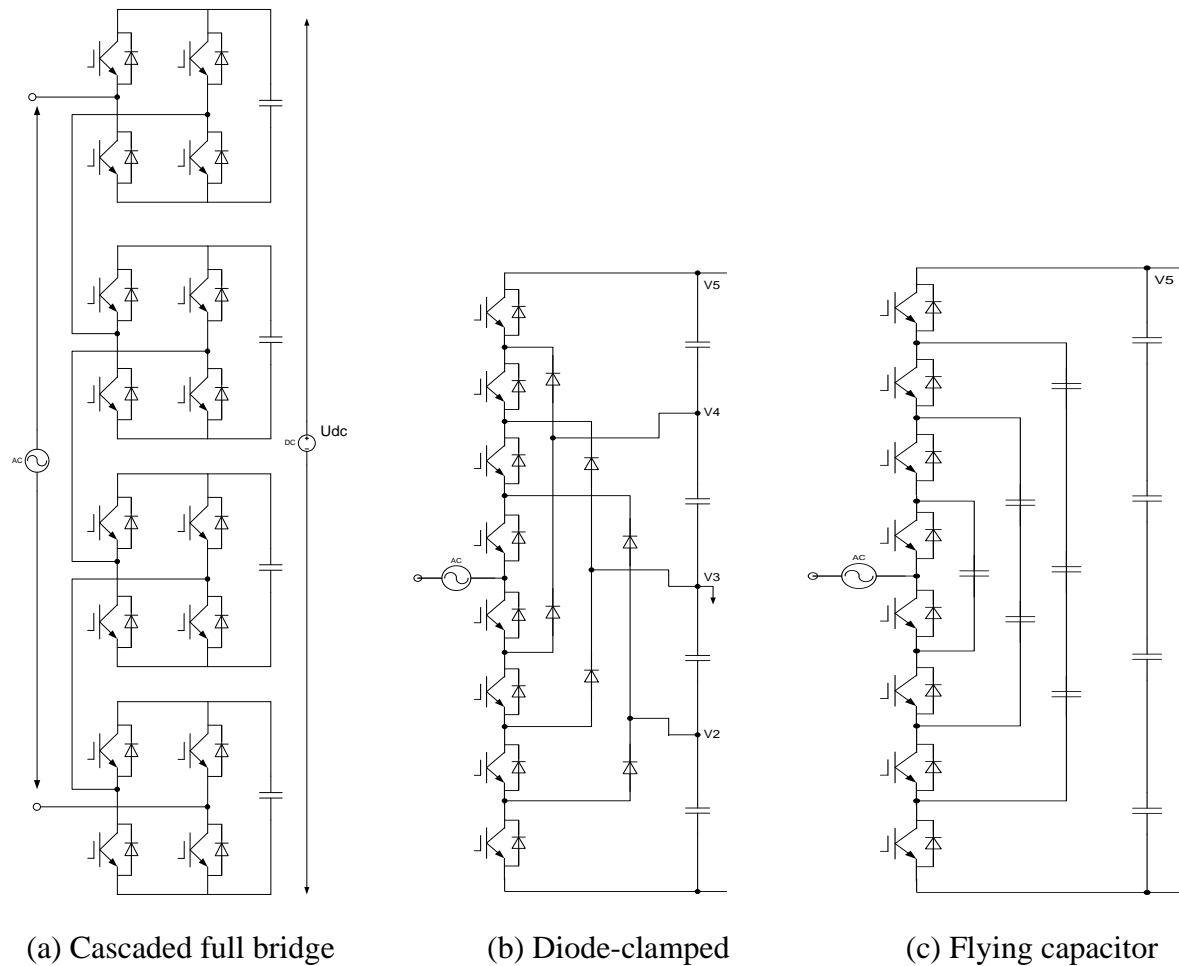 AC
DC
Udc
(a) Cascaded full bridge
V5
V4
AC
V3
V2
(b) Diode-clamped
V5
AC
(c) Flying capacitor